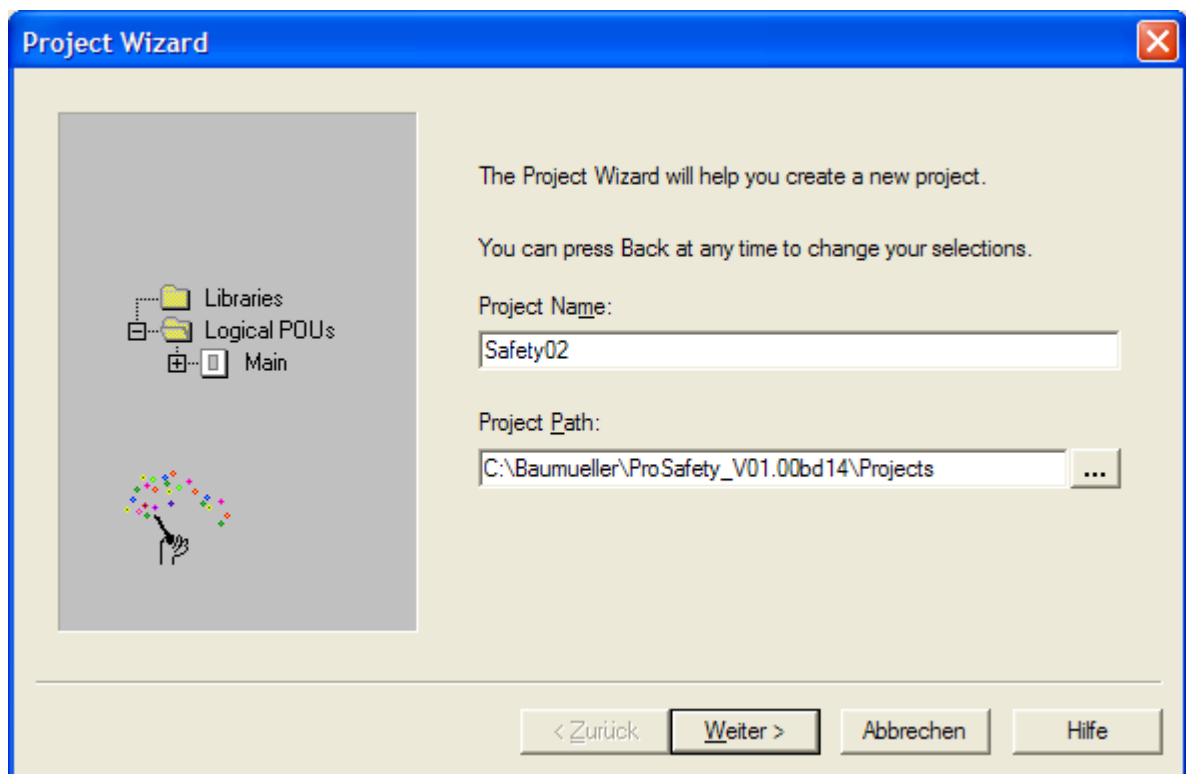 Project Wizard
Libraries
Logical POUs
Main
The Project Wizard will help you create a new project.
You can press Back at any time to change your selections.
Project Name:
Safety02
Project Path:
C:\Baumueller\ProSafety_V01.00bd14\Projects
...
< Zurück
Weiter >
Abbrechen
Hilfe